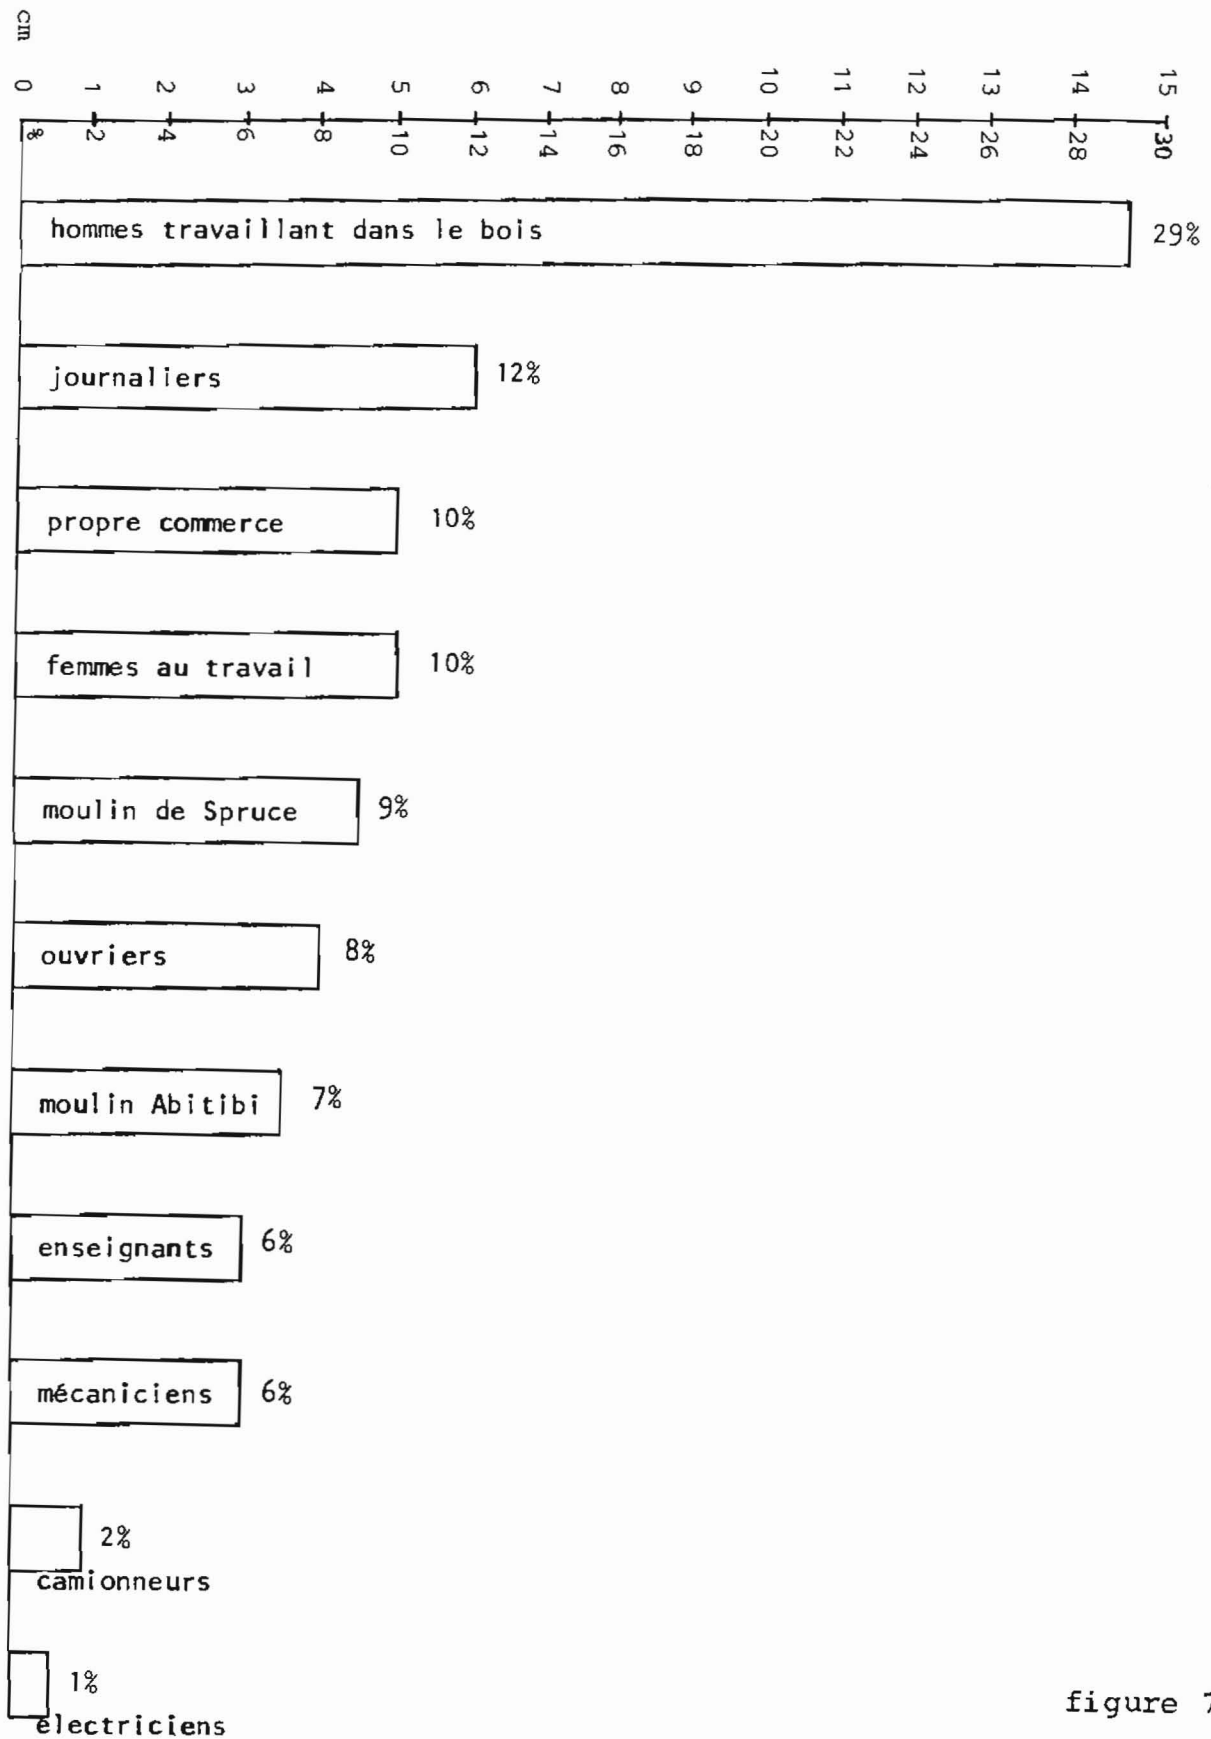 cm
0 1 2 3 4 5 6 7 8 9 10 11 12 13 14 15
% 2 4 6 8 10 12 14 16 18 20 22 24 26 28 30
hommes travaillant dans le bois 29%
journaliers 12%
propre commerce 10%
femmes au travail 10%
moulin de Spruce 9%
ouvriers 8%
moulin Abitibi 7%
enseignants 6%
mécaniciens 6%
2%
camionneurs
1%
électriciens
figure 7